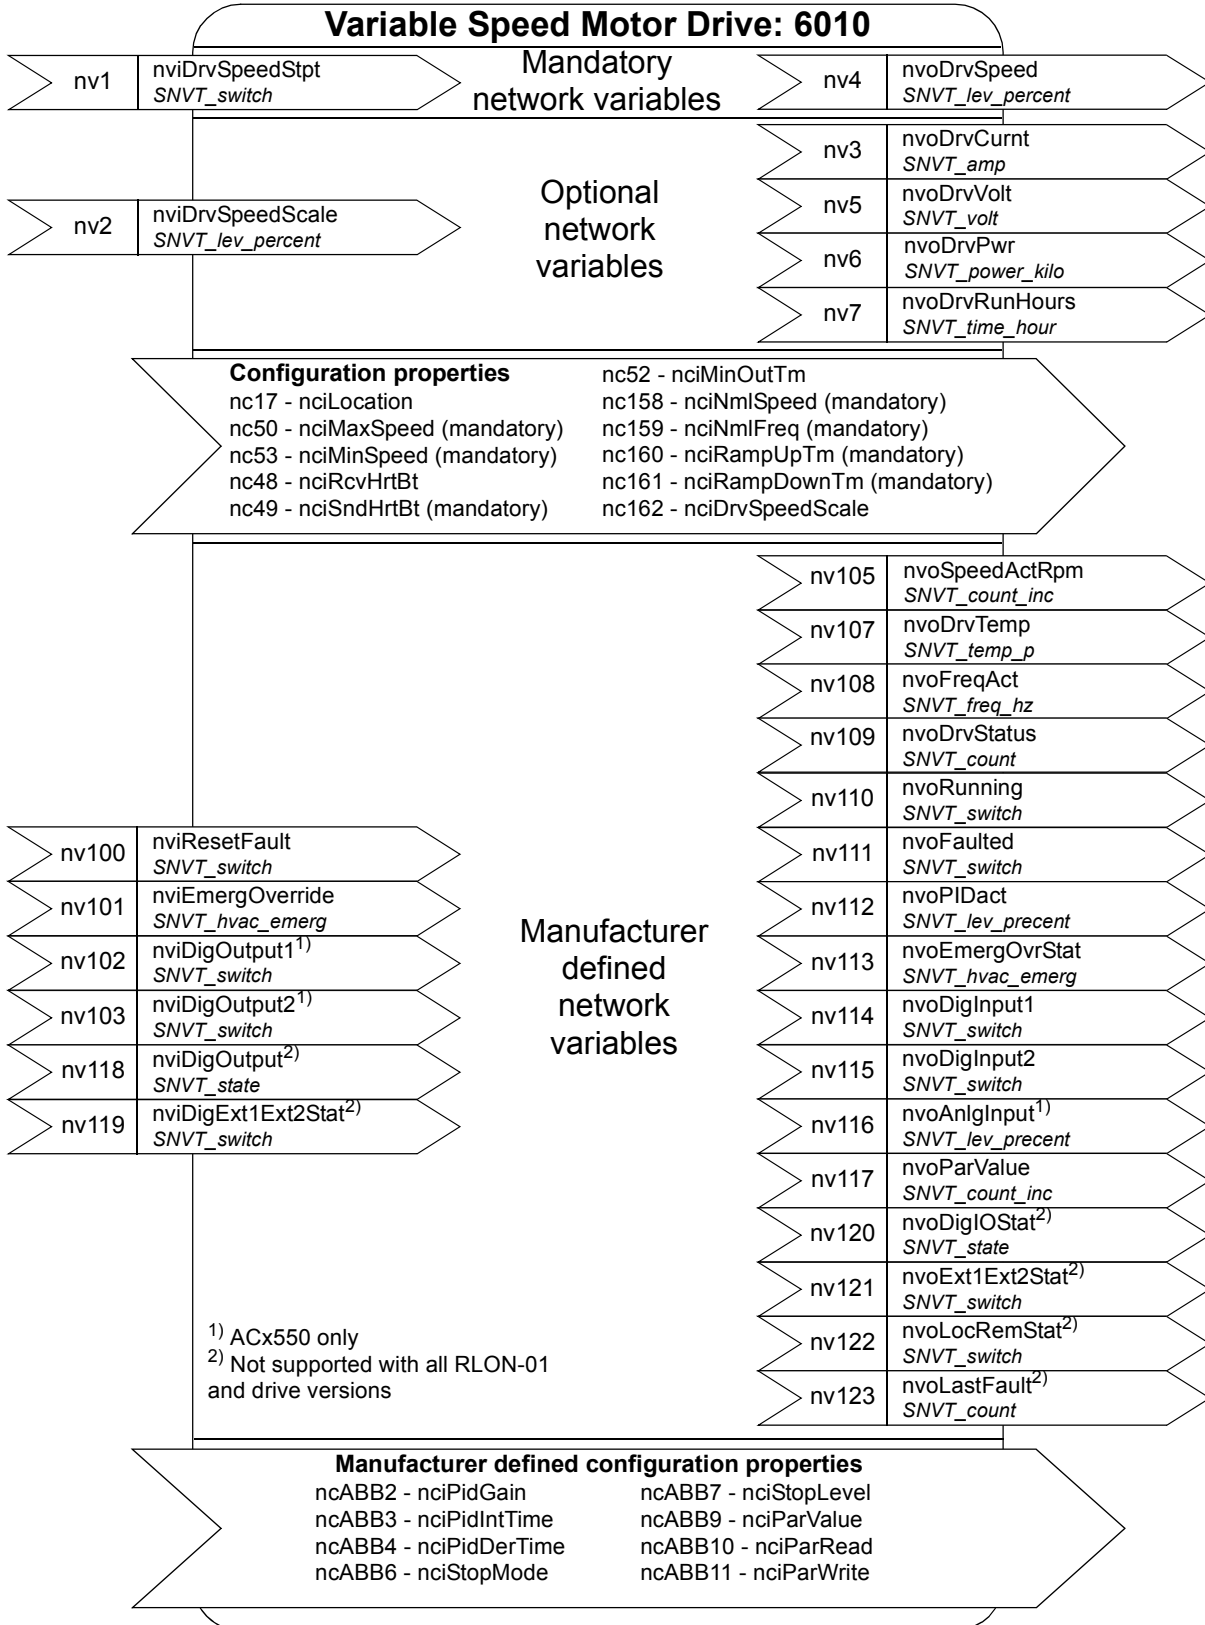 Variable Speed Motor Drive: 6010
Mandatory
network variables
nv1
nviDrvSpeedStpt
SNVT_switch
nv4
nvoDrvSpeed
SNVT_lev_percent
Optional
network
variables
nv2
nviDrvSpeedScale
SNVT_lev_percent
nv3
nvoDrvCurnt
SNVT_amp
nv5
nvoDrvVolt
SNVT_volt
nv6
nvoDrvPwr
SNVT_power_kilo
nv7
nvoDrvRunHours
SNVT_time_hour
Configuration properties
nc17 - nciLocation
nc50 - nciMaxSpeed (mandatory)
nc53 - nciMinSpeed (mandatory)
nc48 - nciRcvHrtBt
nc49 - nciSndHrtBt (mandatory)
nc52 - nciMinOutTm
nc158 - nciNmlSpeed (mandatory)
nc159 - nciNmlFreq (mandatory)
nc160 - nciRampUpTm (mandatory)
nc161 - nciRampDownTm (mandatory)
nc162 - nciDrvSpeedScale
nv100
nviResetFault
SNVT_switch
nv101
nviEmergOverride
SNVT_hvac_emerg
nv102
nviDigOutput1 1)
SNVT_switch
nv103
nviDigOutput2 1)
SNVT_switch
nv118
nviDigOutput 2)
SNVT_state
nv119
nviDigExt1Ext2Stat 2)
SNVT_switch
Manufacturer
defined
network
variables
nv105
nvoSpeedActRpm
SNVT_count_inc
nv107
nvoDrvTemp
SNVT_temp_p
nv108
nvoFreqAct
SNVT_freq_hz
nv109
nvoDrvStatus
SNVT_count
nv110
nvoRunning
SNVT_switch
nv111
nvoFaulted
SNVT_switch
nv112
nvoPIDact
SNVT_lev_precent
nv113
nvoEmergOvrStat
SNVT_hvac_emerg
nv114
nvoDigInput1
SNVT_switch
nv115
nvoDigInput2
SNVT_switch
nv116
nvoAnlgInput 1)
SNVT_lev_precent
nv117
nvoParValue
SNVT_count_inc
nv120
nvoDigIOStat 2)
SNVT_state
nv121
nvoExt1Ext2Stat 2)
SNVT_switch
nv122
nvoLocRemStat 2)
SNVT_switch
nv123
nvoLastFault 2)
SNVT_count
1) ACx550 only
2) Not supported with all RLON-01
and drive versions
Manufacturer defined configuration properties
ncABB2 - nciPidGain
ncABB3 - nciPidIntTime
ncABB4 - nciPidDerTime
ncABB6 - nciStopMode
ncABB7 - nciStopLevel
ncABB9 - nciParValue
ncABB10 - nciParRead
ncABB11 - nciParWrite